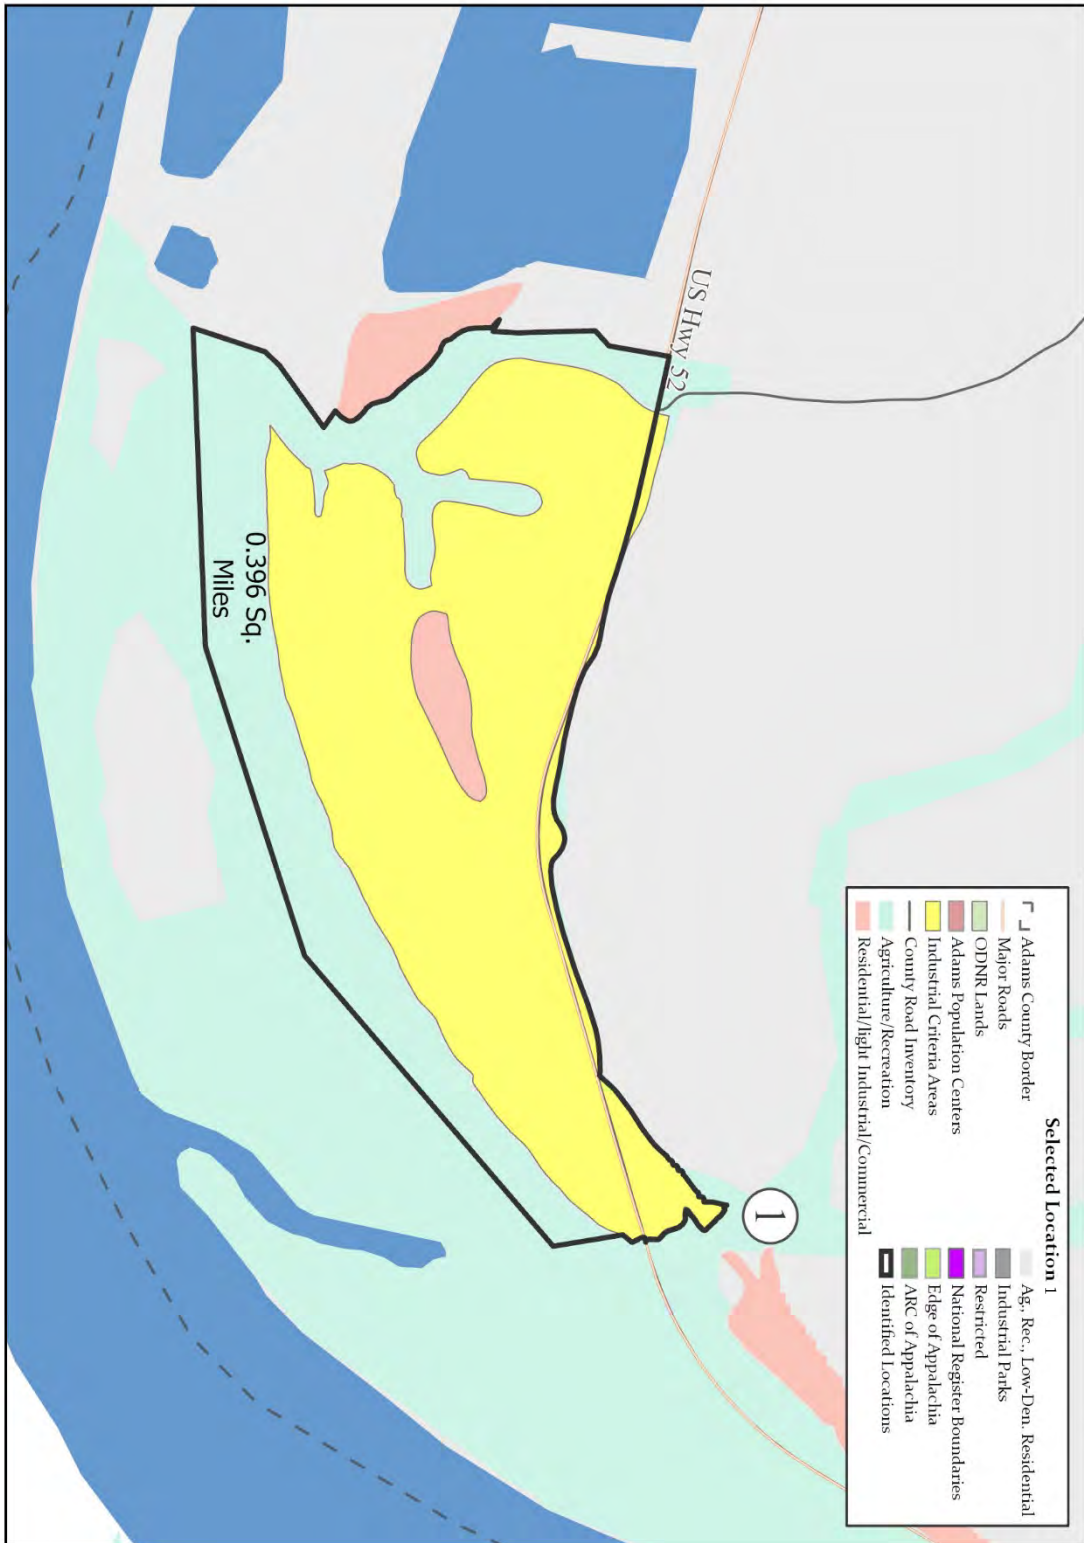 Selected Location 1
Adams County Border
Major Roads
ODNR Lands
Adams Population Centers
Industrial Criteria Areas
County Road Inventory
Agriculture/Recreation
Residential/light Industrial/Commercial
Ag., Rec., Low-Den. Residential
Industrial Parks
Restricted
National Register Boundaries
Edge of Appalachia
ARC of Appalachia
Identified Locations
US Hwy 52
1
0.396 Sq.
Miles